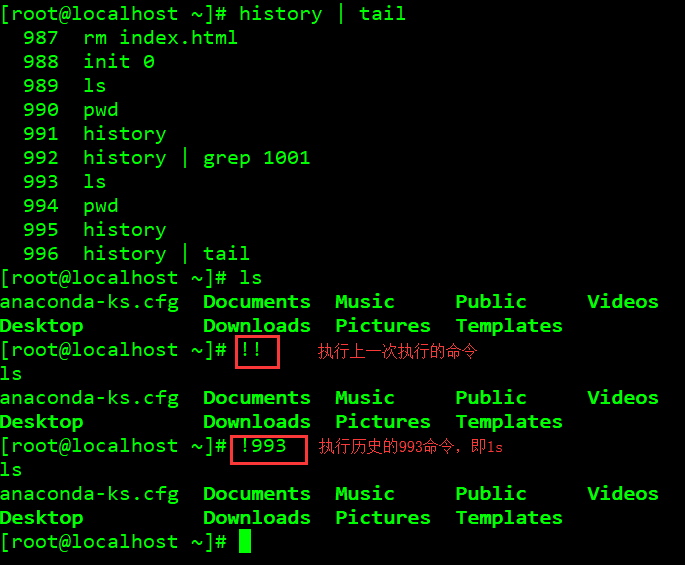 [root@localhost ~]# history | tail
987 rm index.html
988 init 0
989 ls
990 pwd
991 history
992 history | grep 1001
993 ls
994 pwd
995 history
996 history | tail
[root@localhost ~]# ls
anaconda-ks.cfg Documents Music Public Videos
Desktop Downloads Pictures Templates
[root@localhost ~]# !! 执行上一次执行的命令
ls
anaconda-ks.cfg Documents Music Public Videos
Desktop Downloads Pictures Templates
[root@localhost ~]# !993 执行历史的993命令，即ls
ls
anaconda-ks.cfg Documents Music Public Videos
Desktop Downloads Pictures Templates
[root@localhost ~]#